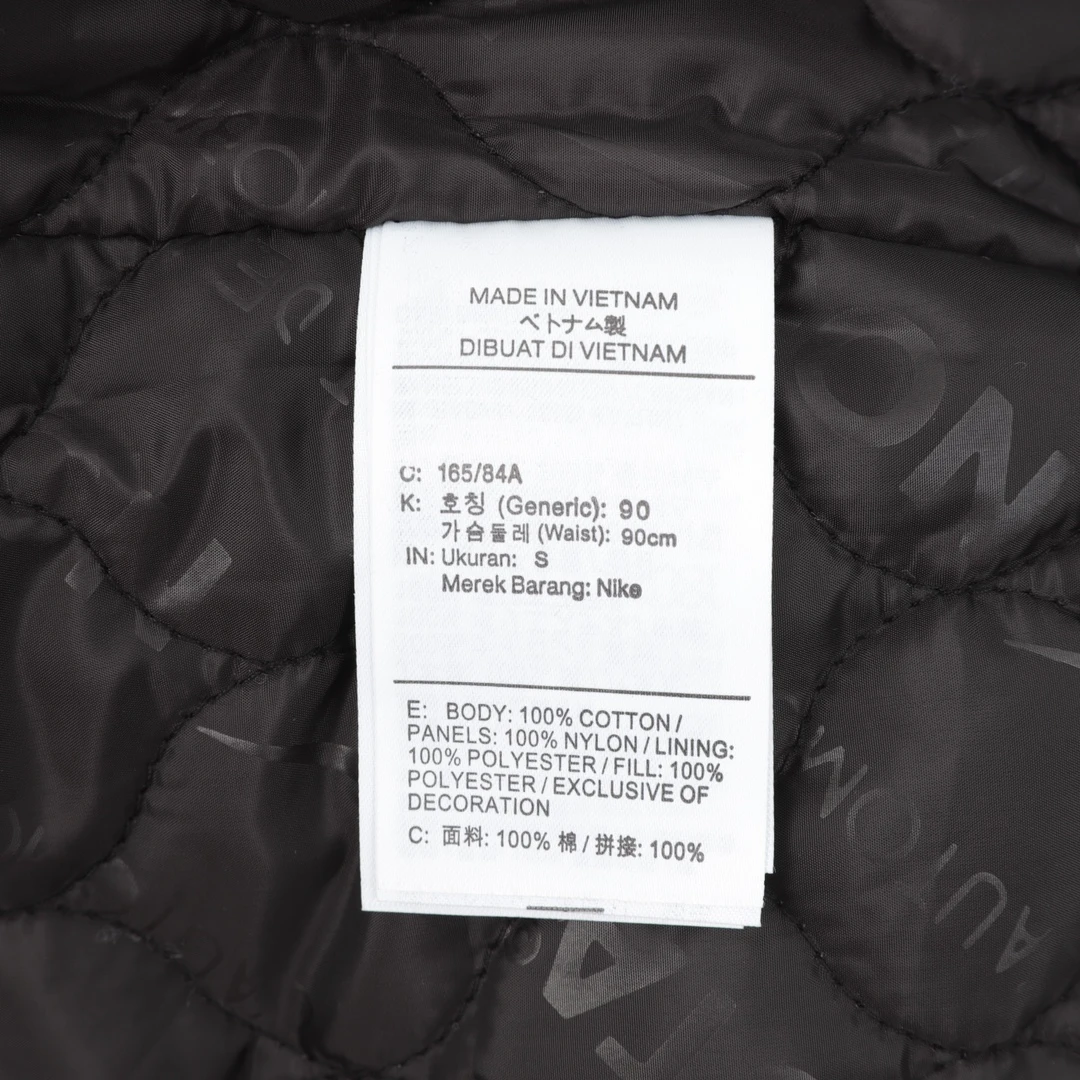 MADE IN VIETNAM
ベトナム製
DIBUAT DI VIETNAM
C: 165/84A
K: 호칭 (Generic): 90
가슴둘레 (Waist): 90cm
IN: Ukuran: S
Merek Barang: Nike
E: BODY: 100% COTTON /
PANELS: 100% NYLON / LINING:
100% POLYESTER / FILL: 100%
POLYESTER / EXCLUSIVE OF
DECORATION
C: 面料: 100% 棉 / 拼接: 100%
AUTOM